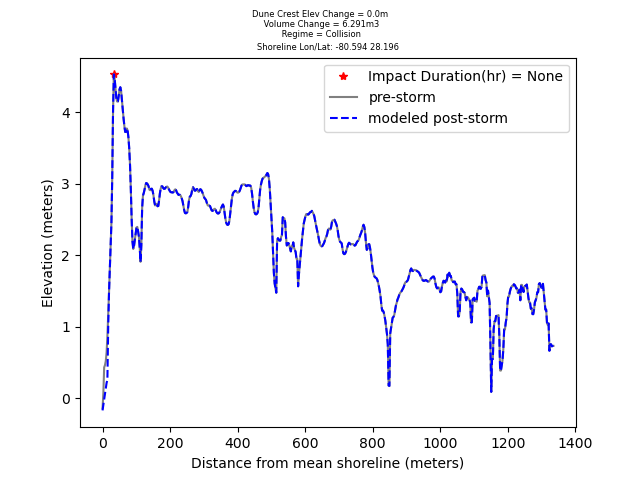 Dune Crest Elev Change = 0.0m
Volume Change = 6.291m3
Regime = Collision
Shoreline Lon/Lat: -80.594 28.196
Impact Duration(hr) = None
pre-storm
modeled post-storm
Elevation (meters)
4
3
2
1
0
0 200 400 600 800 1000 1200 1400
Distance from mean shoreline (meters)